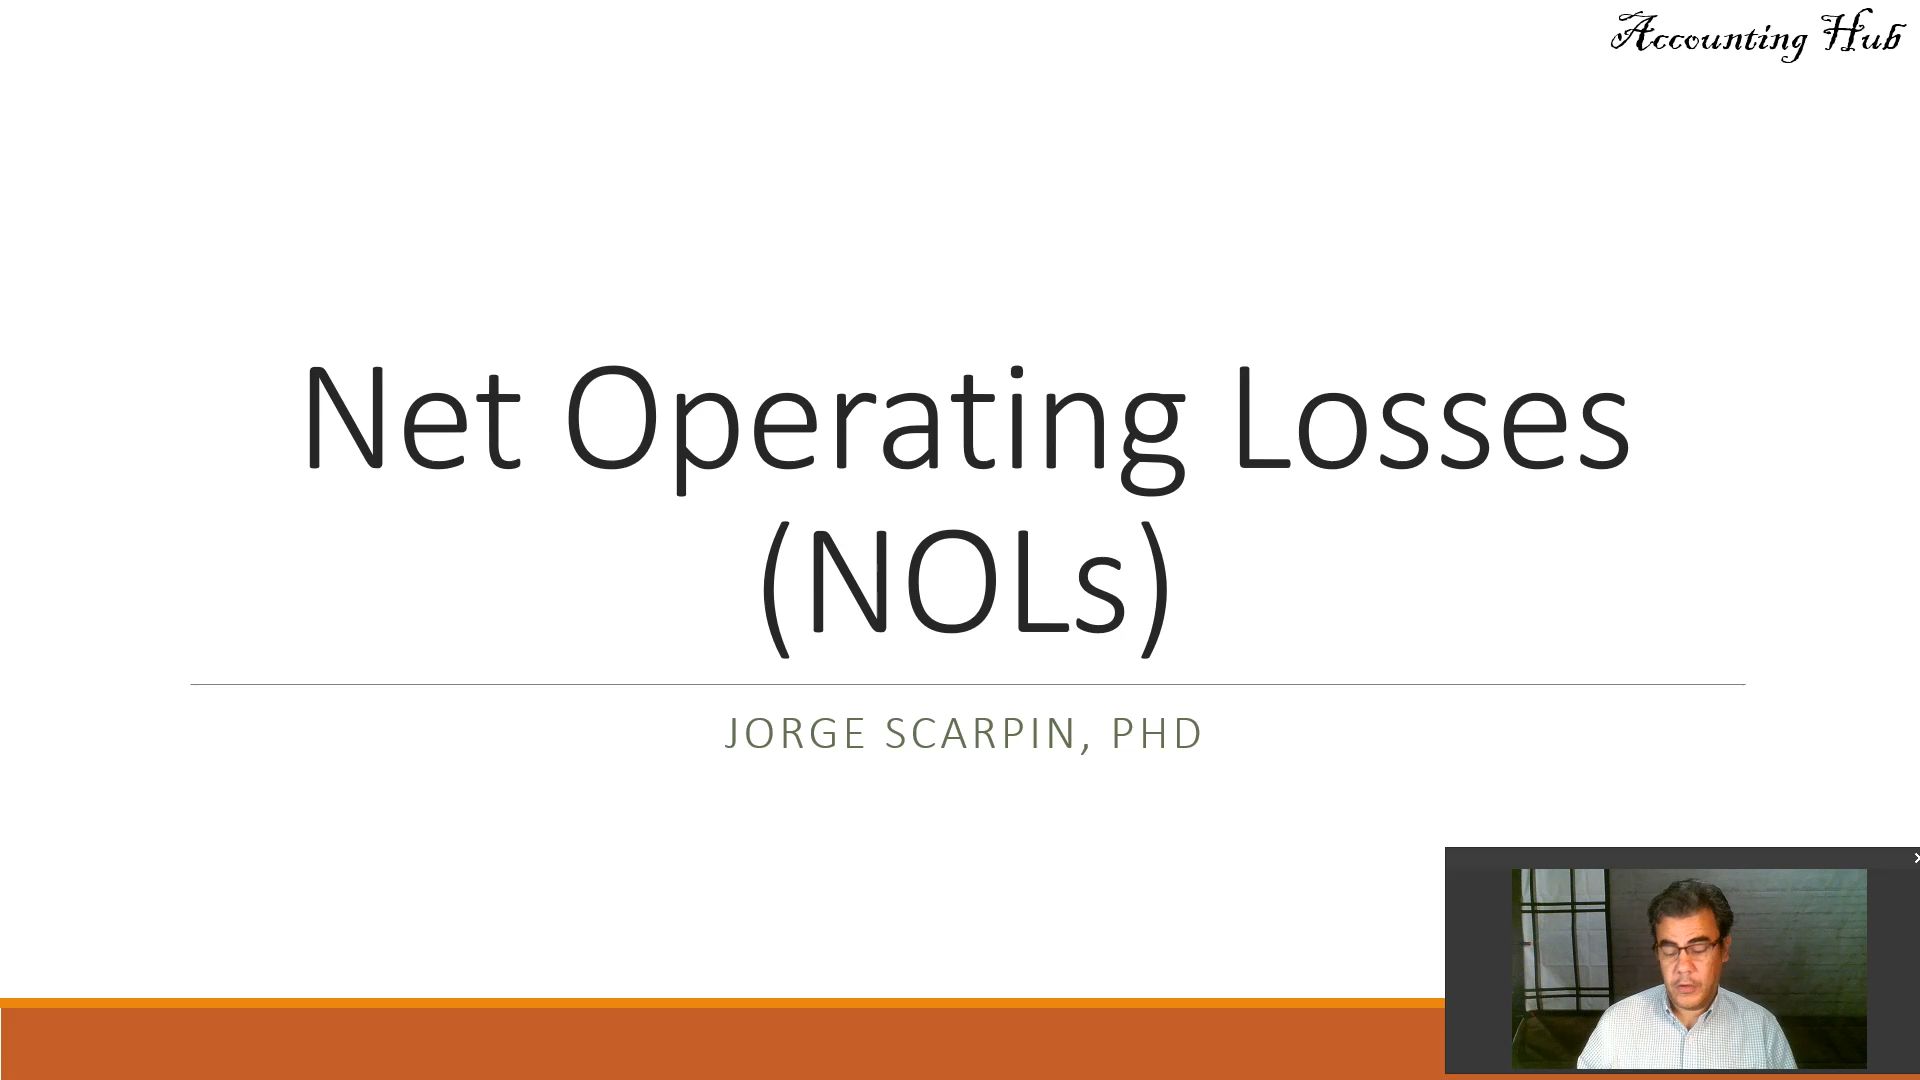 Accounting Hub
Net Operating Losses
(NOLs)
JORGE SCARPIN, PHD